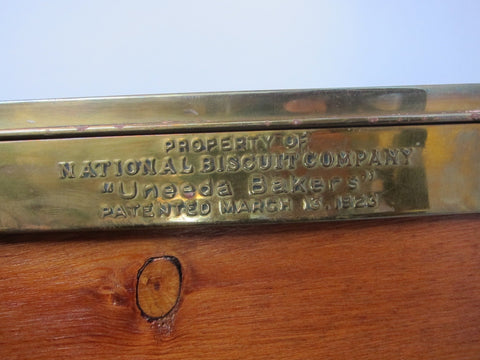 PROPERTY OF
NATIONAL BISCUIT COMPANY
"Uneeda Bakers"
PATENTED MARCH 13, 1923